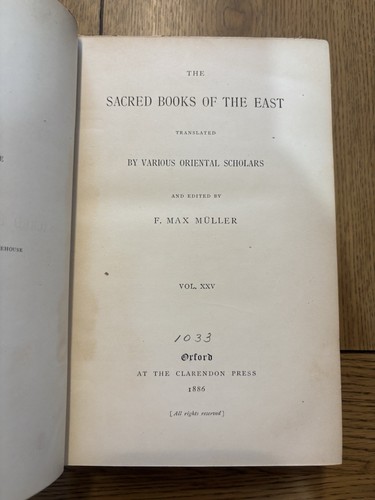 THE
SACRED BOOKS OF THE EAST
TRANSLATED
BY VARIOUS ORIENTAL SCHOLARS
AND EDITED BY
F. MAX MÜLLER
VOL. XXV
1033
Oxford
AT THE CLARENDON PRESS
1886
[All rights reserved]